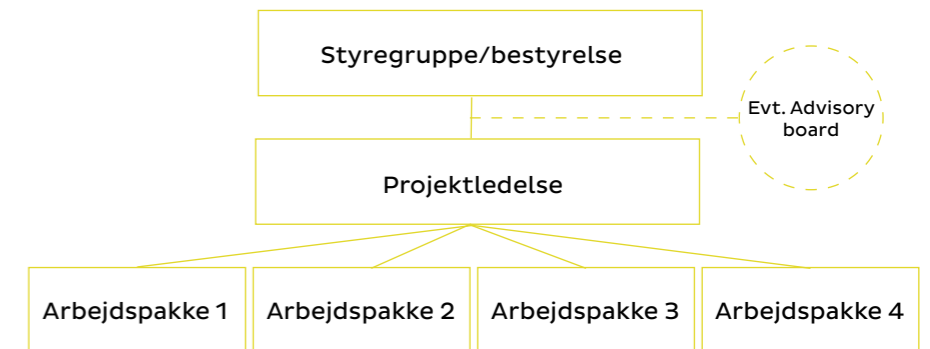 Styregruppe/bestyrelse
Evt. Advisory
board
Projektledelse
Arbejdspakke 1
Arbejdspakke 2
Arbejdspakke 3
Arbejdspakke 4